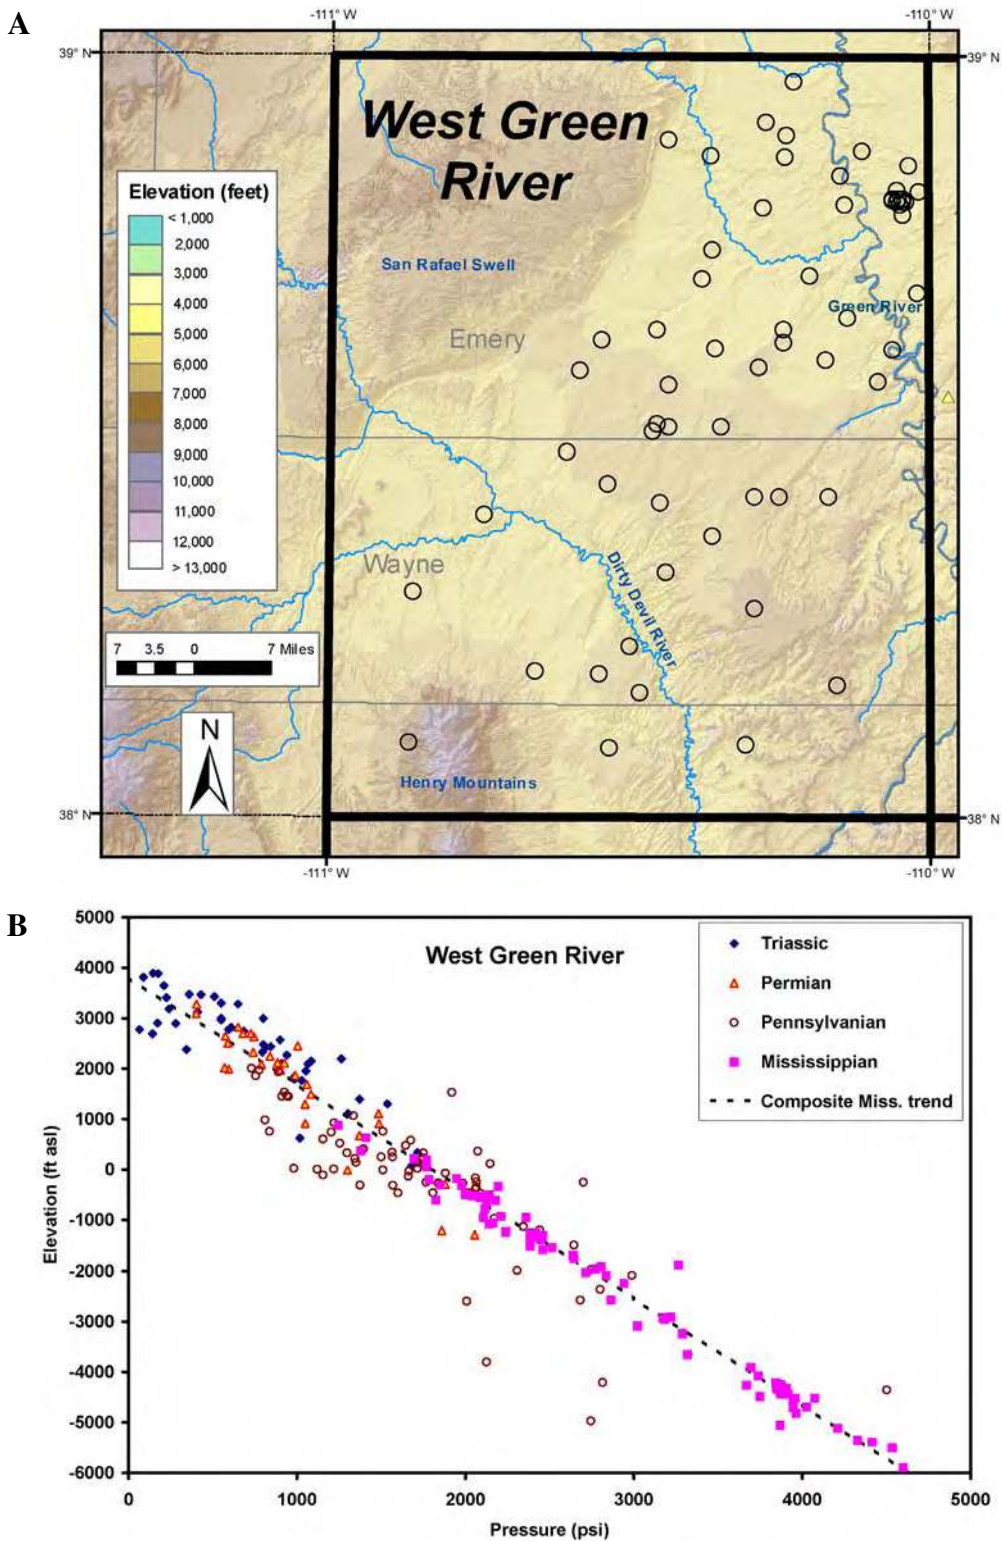 A
-111° W
-110° W
39° N
39° N
West Green
River
Elevation (feet)
< 1,000
2,000
3,000
4,000
5,000
6,000
7,000
8,000
9,000
10,000
11,000
12,000
> 13,000
San Rafael Swell
Green River
Emery
Wayne
Dirty Devil River
7 3.5 0 7 Miles
N
Henry Mountains
38° N
38° N
-111° W
-110° W
B
West Green River
Triassic
Permian
Pennsylvanian
Mississippian
Composite Miss. trend
Elevation (ft asl)
5000
4000
3000
2000
1000
0
-1000
-2000
-3000
-4000
-5000
-6000
0 1000 2000 3000 4000 5000
Pressure (psi)